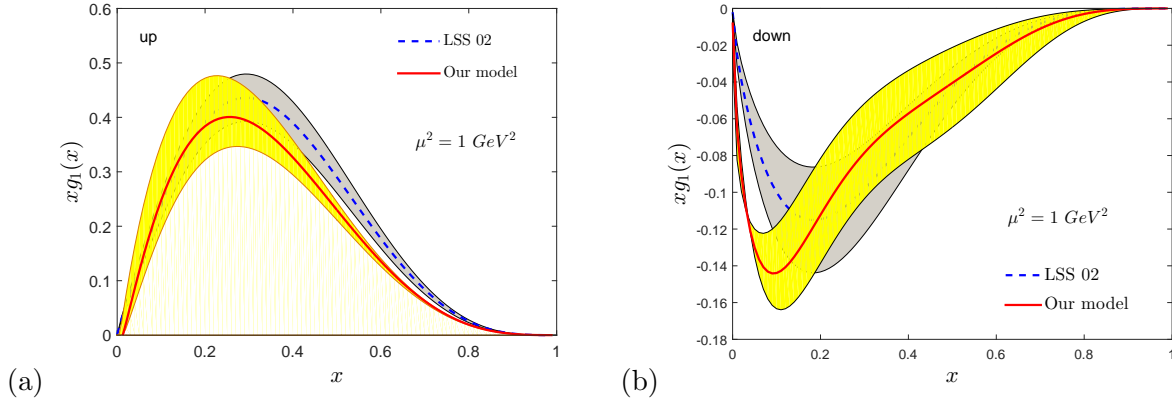 0.6
0.5
0.4
0.3
0.2
0.1
0
xg₁(x)
up
LSS 02
Our model
μ² = 1 GeV²
0 0.2 0.4 0.6 0.8 1
x
(a)
0
-0.02
-0.04
-0.06
-0.08
-0.1
-0.12
-0.14
-0.16
-0.18
xg₁(x)
down
μ² = 1 GeV²
LSS 02
Our model
0 0.2 0.4 0.6 0.8 1
x
(b)